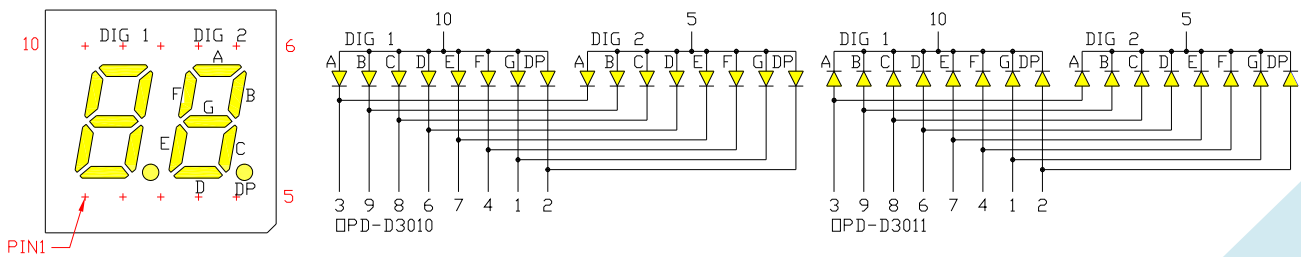 10 DIG 1 DIG 2 6
A
F B
G
E C
D DP
5
PIN1
10 5
DIG 1 DIG 2
A B C D E F G DP A B C D E F G DP
3 9 8 6 7 4 1 2
▯PD-D3010
10 5
DIG 1 DIG 2
A B C D E F G DP A B C D E F G DP
3 9 8 6 7 4 1 2
▯PD-D3011